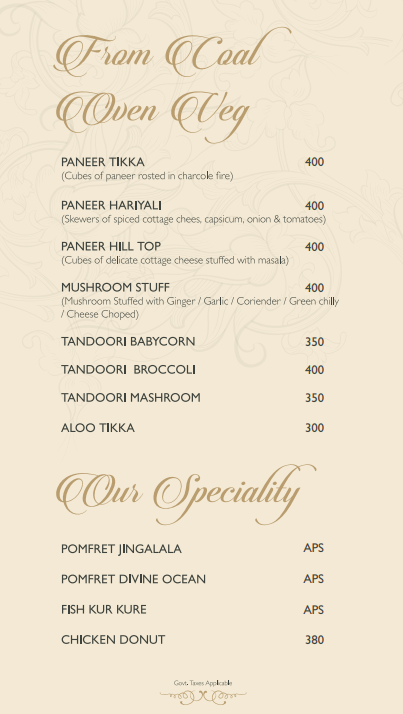 From Coal
Oven Veg
PANEER TIKKA 400
(Cubes of paneer rosted in charcole fire)
PANEER HARIYALI 400
(Skewers of spiced cottage chees, capsicum, onion & tomatoes)
PANEER HILL TOP 400
(Cubes of delicate cottage cheese stuffed with masala)
MUSHROOM STUFF 400
(Mushroom Stuffed with Ginger / Garlic / Coriender / Green chilly
/ Cheese Choped)
TANDOORI BABYCORN 350
TANDOORI BROCCOLI 400
TANDOORI MASHROOM 350
ALOO TIKKA 300
Our Speciality
POMFRET JINGALALA APS
POMFRET DIVINE OCEAN APS
FISH KUR KURE APS
CHICKEN DONUT 380
Govt. Taxes Applicable